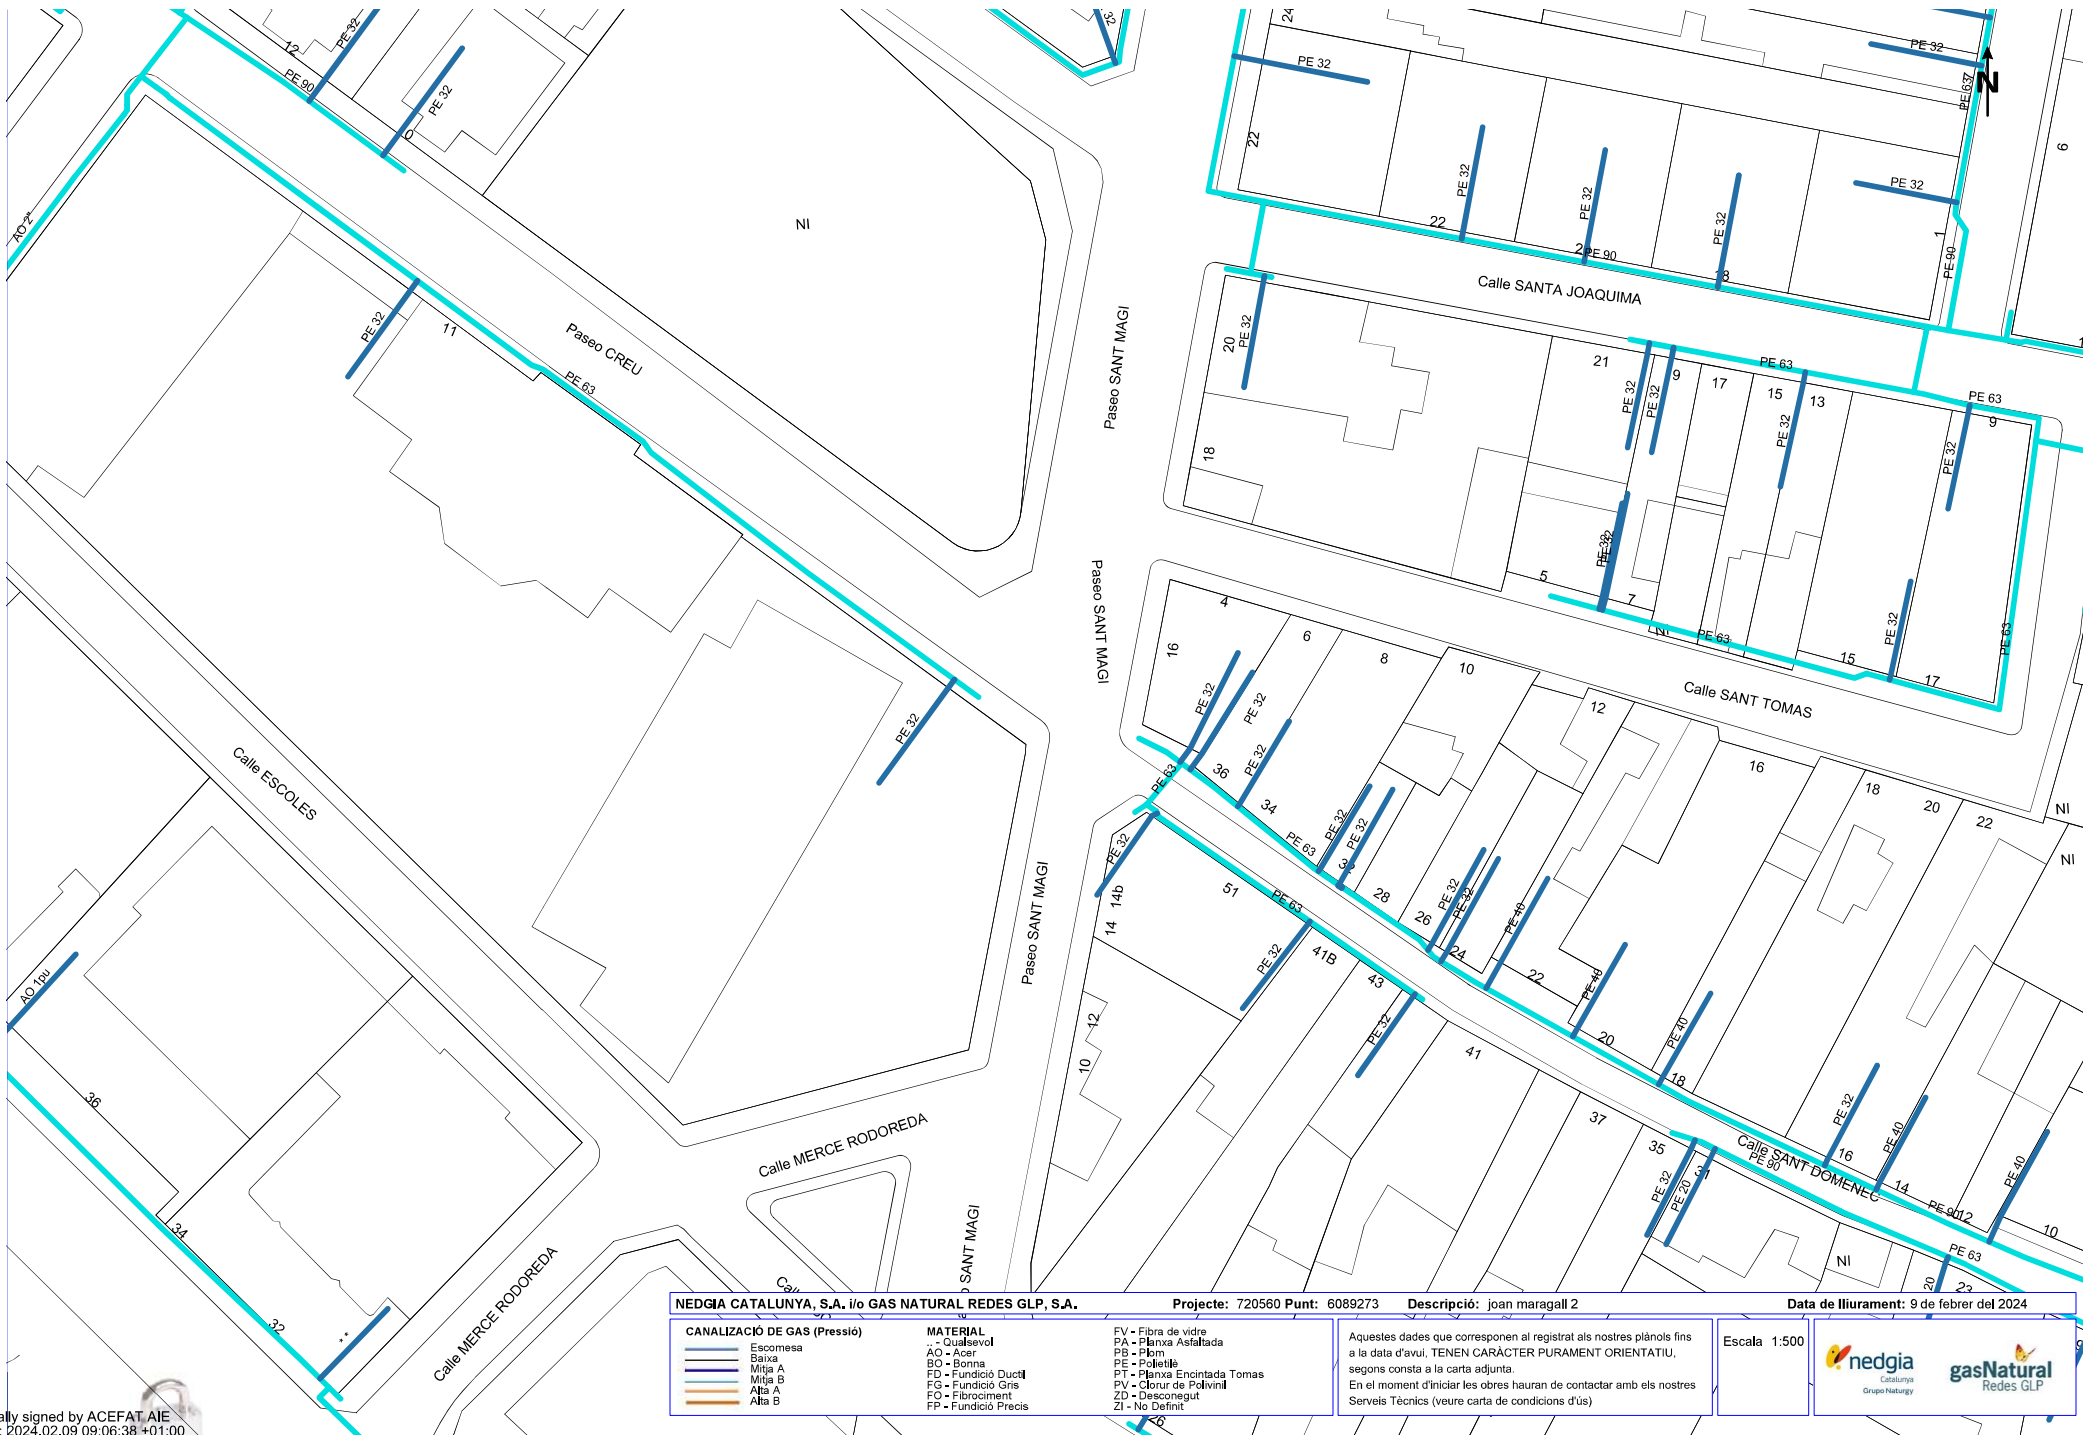 12
PE 32
PE 32
PE 90
0
32
24
PE 32
PE 32
N
PE 63
7
22
PE 32
PE 32
PE 32
PE 32
6
NI
AO 2"
22
2
PE 90
18
1
PE 90
Calle SANTA JOAQUIMA
PE 32
11
Paseo CREU
PE 63
Paseo SANT MAGI
20
PE 32
18
21
PE 32
PE 32
9
17
PE 63
15
13
PE 32
PE 63
9
PE 32
1
PE 32
PE 32
5
7
NI
PE 63
15
PE 32
17
PE 63
Paseo SANT MAGI
4
16
6
8
10
12
16
18
20
22
NI
NI
Calle SANT TOMAS
PE 32
PE 32
PE 32
PE 32
PE 63
36
34
PE 63
PE 32
PE 32
32
28
26
PE 32
PE 32
24
PE 40
22
PE 40
20
PE 40
18
PE 32
16
PE 40
14
PE 40
12
PE 90
10
Calle ESCOLES
PE 32
14b
14
51
PE 63
PE 32
41B
43
PE 32
41
37
35
31
PE 32
PE 20
Calle SANT DOMENEC
PE 90
PE 63
NI
20
23
Paseo SANT MAGI
12
10
AO 1pu
36
34
32
Calle MERCE RODOREDA
Calle MERCE RODOREDA
SANT MAGI
26
NEDGIA CATALUNYA, S.A. i/o GAS NATURAL REDES GLP, S.A. Projecte: 720560 Punt: 6089273 Descripció: joan maragall 2 Data de lliurament: 9 de febrer del 2024
CANALIZACIÓ DE GAS (Pressió)
Escomesa
Baixa
Mitja A
Mitja B
Alta A
Alta B
MATERIAL
.. - Qualsevol
AO - Acer
BO - Bonna
FD - Fundició Ductil
FG - Fundició Gris
FO - Fibrociment
FP - Fundició Precis
FV - Fibra de vidre
PA - Planxa Asfaltada
PB - Plom
PE - Polietilè
PT - Planxa Encintada Tomas
PV - Clorur de Polivinil
ZD - Desconegut
ZI - No Definit
Aquestes dades que corresponen al registrat als nostres plànols fins
a la data d'avui, TENEN CARÀCTER PURAMENT ORIENTATIU,
segons consta a la carta adjunta.
En el moment d'iniciar les obres hauran de contactar amb els nostres
Serveis Tècnics (veure carta de condicions d'ús)
Escala 1:500
nedgia
Catalunya
Grupo Naturgy
gasNatural
Redes GLP
ally signed by ACEFAT AIE
: 2024.02.09 09:06:38 +01:00